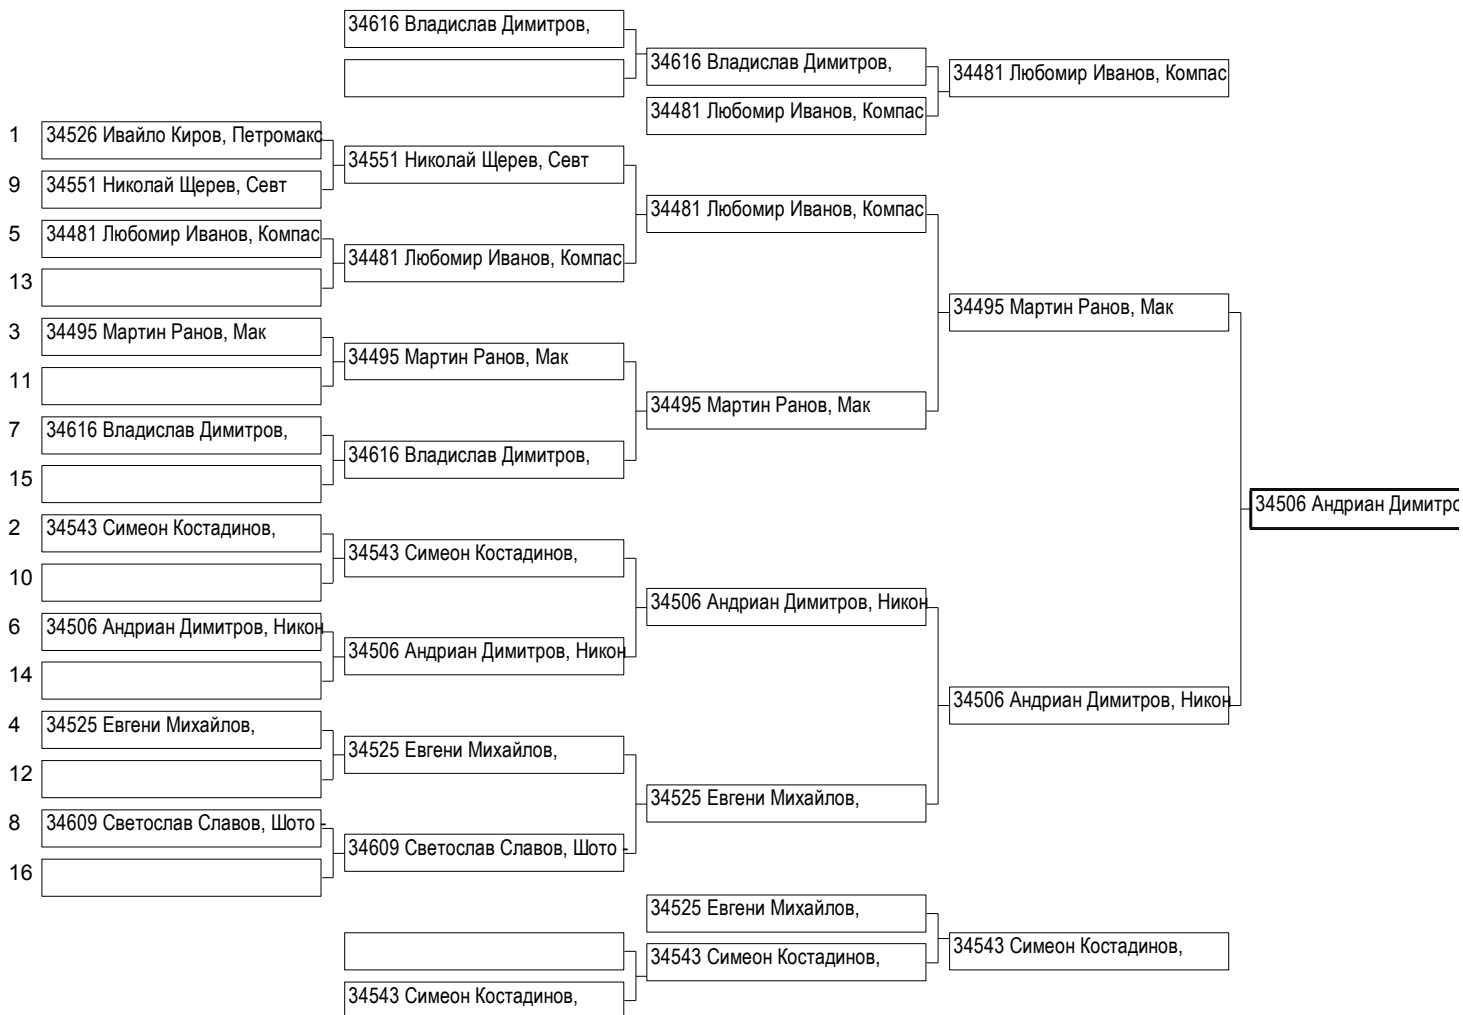 34616 Владислав Димитров,
34616 Владислав Димитров,
34481 Любомир Иванов, Компас
34481 Любомир Иванов, Компас
1 34526 Ивайло Киров, Петромакс
34551 Николай Щерев, Севт
9 34551 Николай Щерев, Севт
34481 Любомир Иванов, Компас
5 34481 Любомир Иванов, Компас
34481 Любомир Иванов, Компас
13
34495 Мартин Ранов, Мак
3 34495 Мартин Ранов, Мак
34495 Мартин Ранов, Мак
11
34495 Мартин Ранов, Мак
7 34616 Владислав Димитров,
34616 Владислав Димитров,
15
34506 Андриан Димитро
2 34543 Симеон Костадинов,
34543 Симеон Костадинов,
10
34506 Андриан Димитров, Никон
6 34506 Андриан Димитров, Никон
34506 Андриан Димитров, Никон
14
34506 Андриан Димитров, Никон
4 34525 Евгени Михайлов,
34525 Евгени Михайлов,
12
34525 Евгени Михайлов,
8 34609 Светослав Славов, Шото -
34609 Светослав Славов, Шото -
16
34525 Евгени Михайлов,
34543 Симеон Костадинов,
34543 Симеон Костадинов,
34543 Симеон Костадинов,